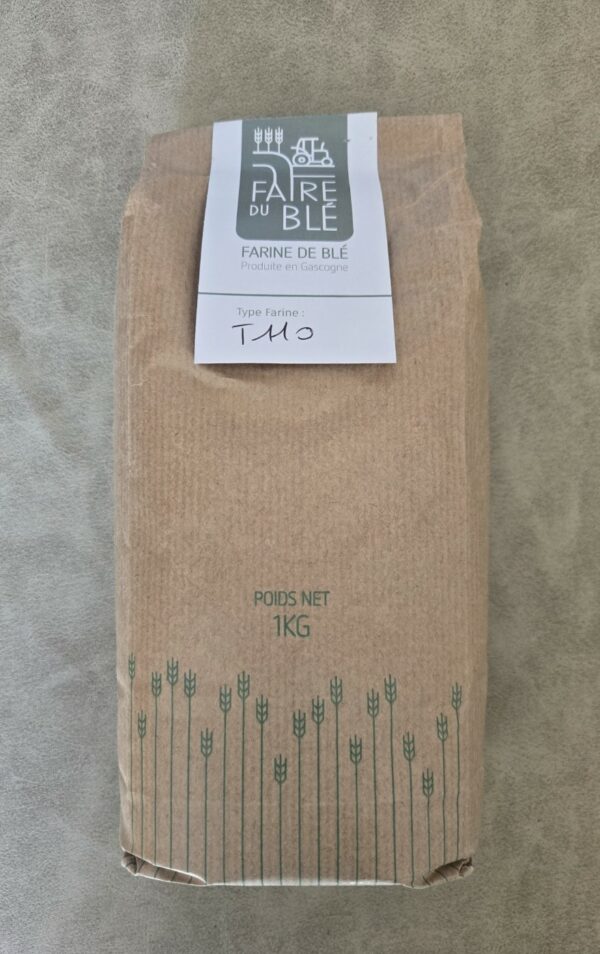 FAIRE
DU BLÉ
FARINE DE BLÉ
Produite en Gascogne
Type Farine :
T110
POIDS NET
1KG